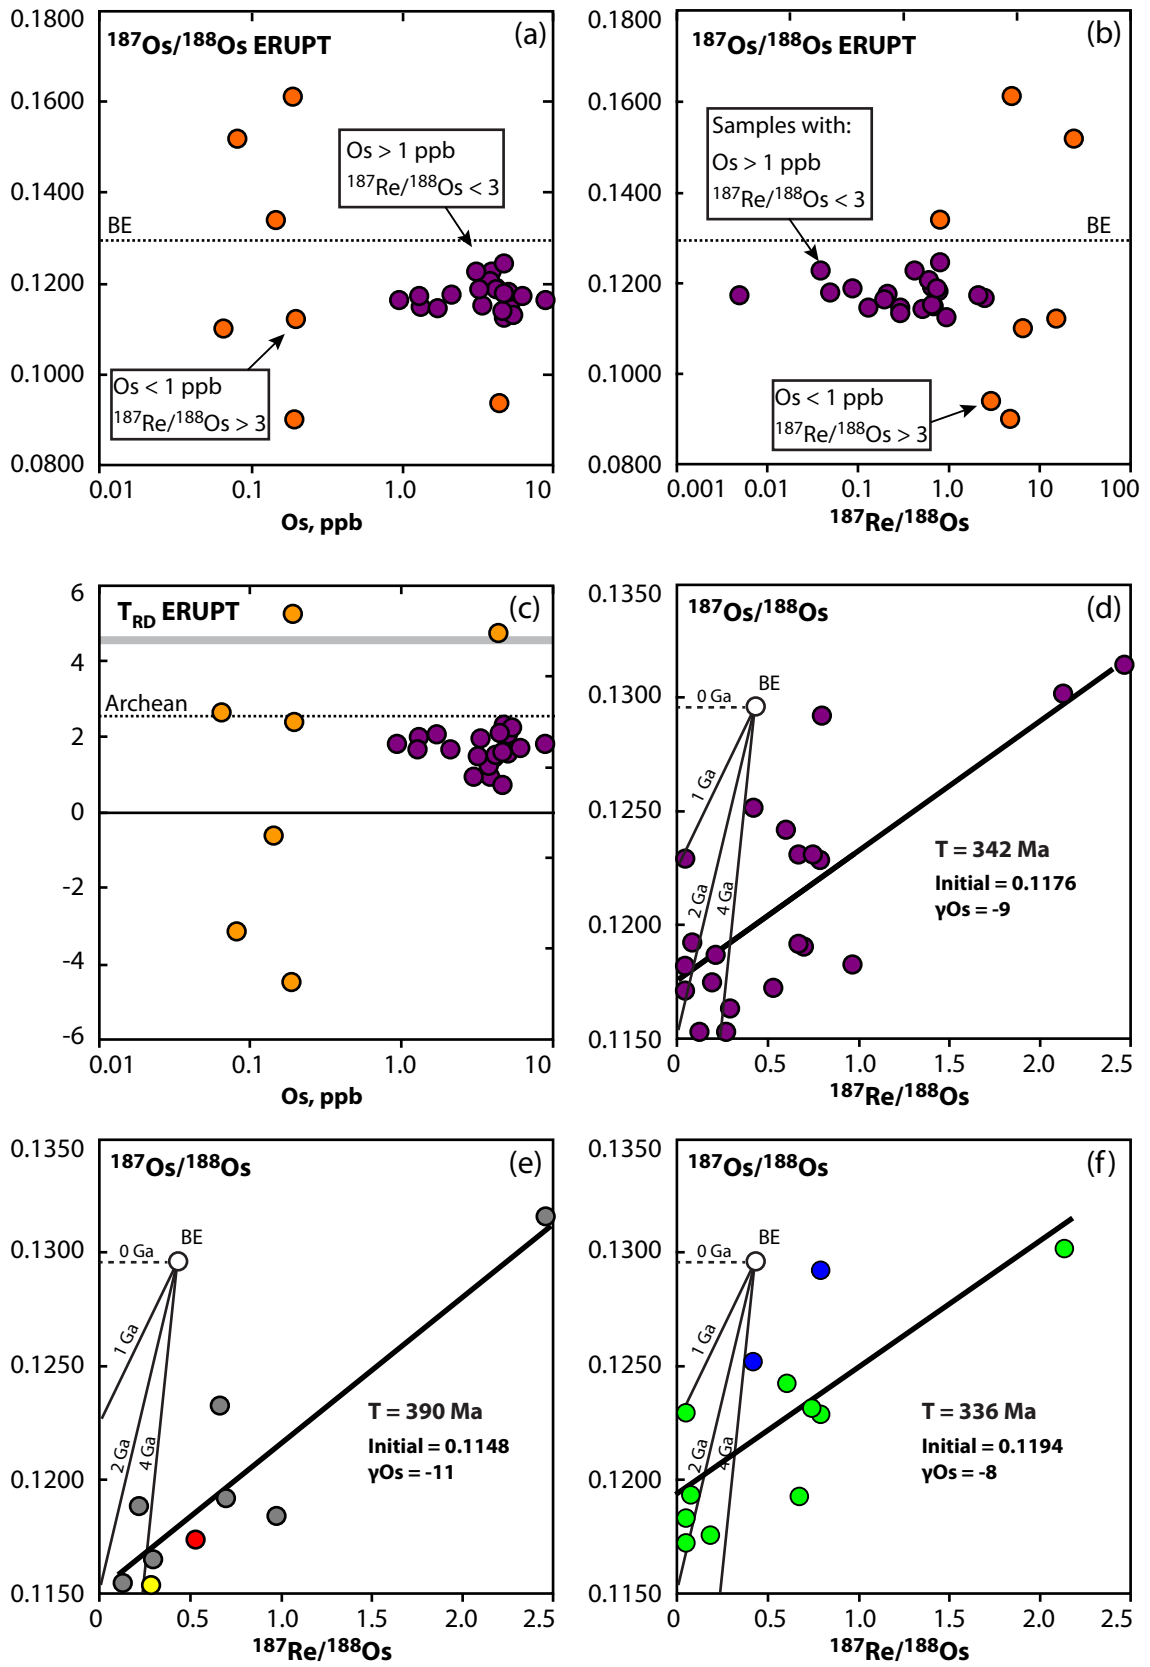 187Os/188Os ERUPT
(a)
0.1800
0.1600
0.1400
0.1200
0.1000
0.0800
Os > 1 ppb
187Re/188Os < 3
BE
Os < 1 ppb
187Re/188Os > 3
0.01
0.1
1.0
10
Os, ppb
187Os/188Os ERUPT
(b)
0.1800
0.1600
0.1400
0.1200
0.1000
0.0800
Samples with:
Os > 1 ppb
187Re/188Os < 3
BE
Os < 1 ppb
187Re/188Os > 3
0.001
0.01
0.1
1.0
10
100
187Re/188Os
TRD ERUPT
(c)
6
4
2
0
-2
-4
-6
Archean
0.01
0.1
1.0
10
Os, ppb
187Os/188Os
(d)
0.1350
0.1300
0.1250
0.1200
0.1150
BE
0 Ga
1 Ga
2 Ga
4 Ga
T = 342 Ma
Initial = 0.1176
γOs = -9
0
0.5
1.0
1.5
2.0
2.5
187Re/188Os
187Os/188Os
(e)
0.1350
0.1300
0.1250
0.1200
0.1150
BE
0 Ga
1 Ga
2 Ga
4 Ga
T = 390 Ma
Initial = 0.1148
γOs = -11
0
0.5
1.0
1.5
2.0
2.5
187Re/188Os
187Os/188Os
(f)
0.1350
0.1300
0.1250
0.1200
0.1150
BE
0 Ga
1 Ga
2 Ga
4 Ga
T = 336 Ma
Initial = 0.1194
γOs = -8
0
0.5
1.0
1.5
2.0
2.5
187Re/188Os